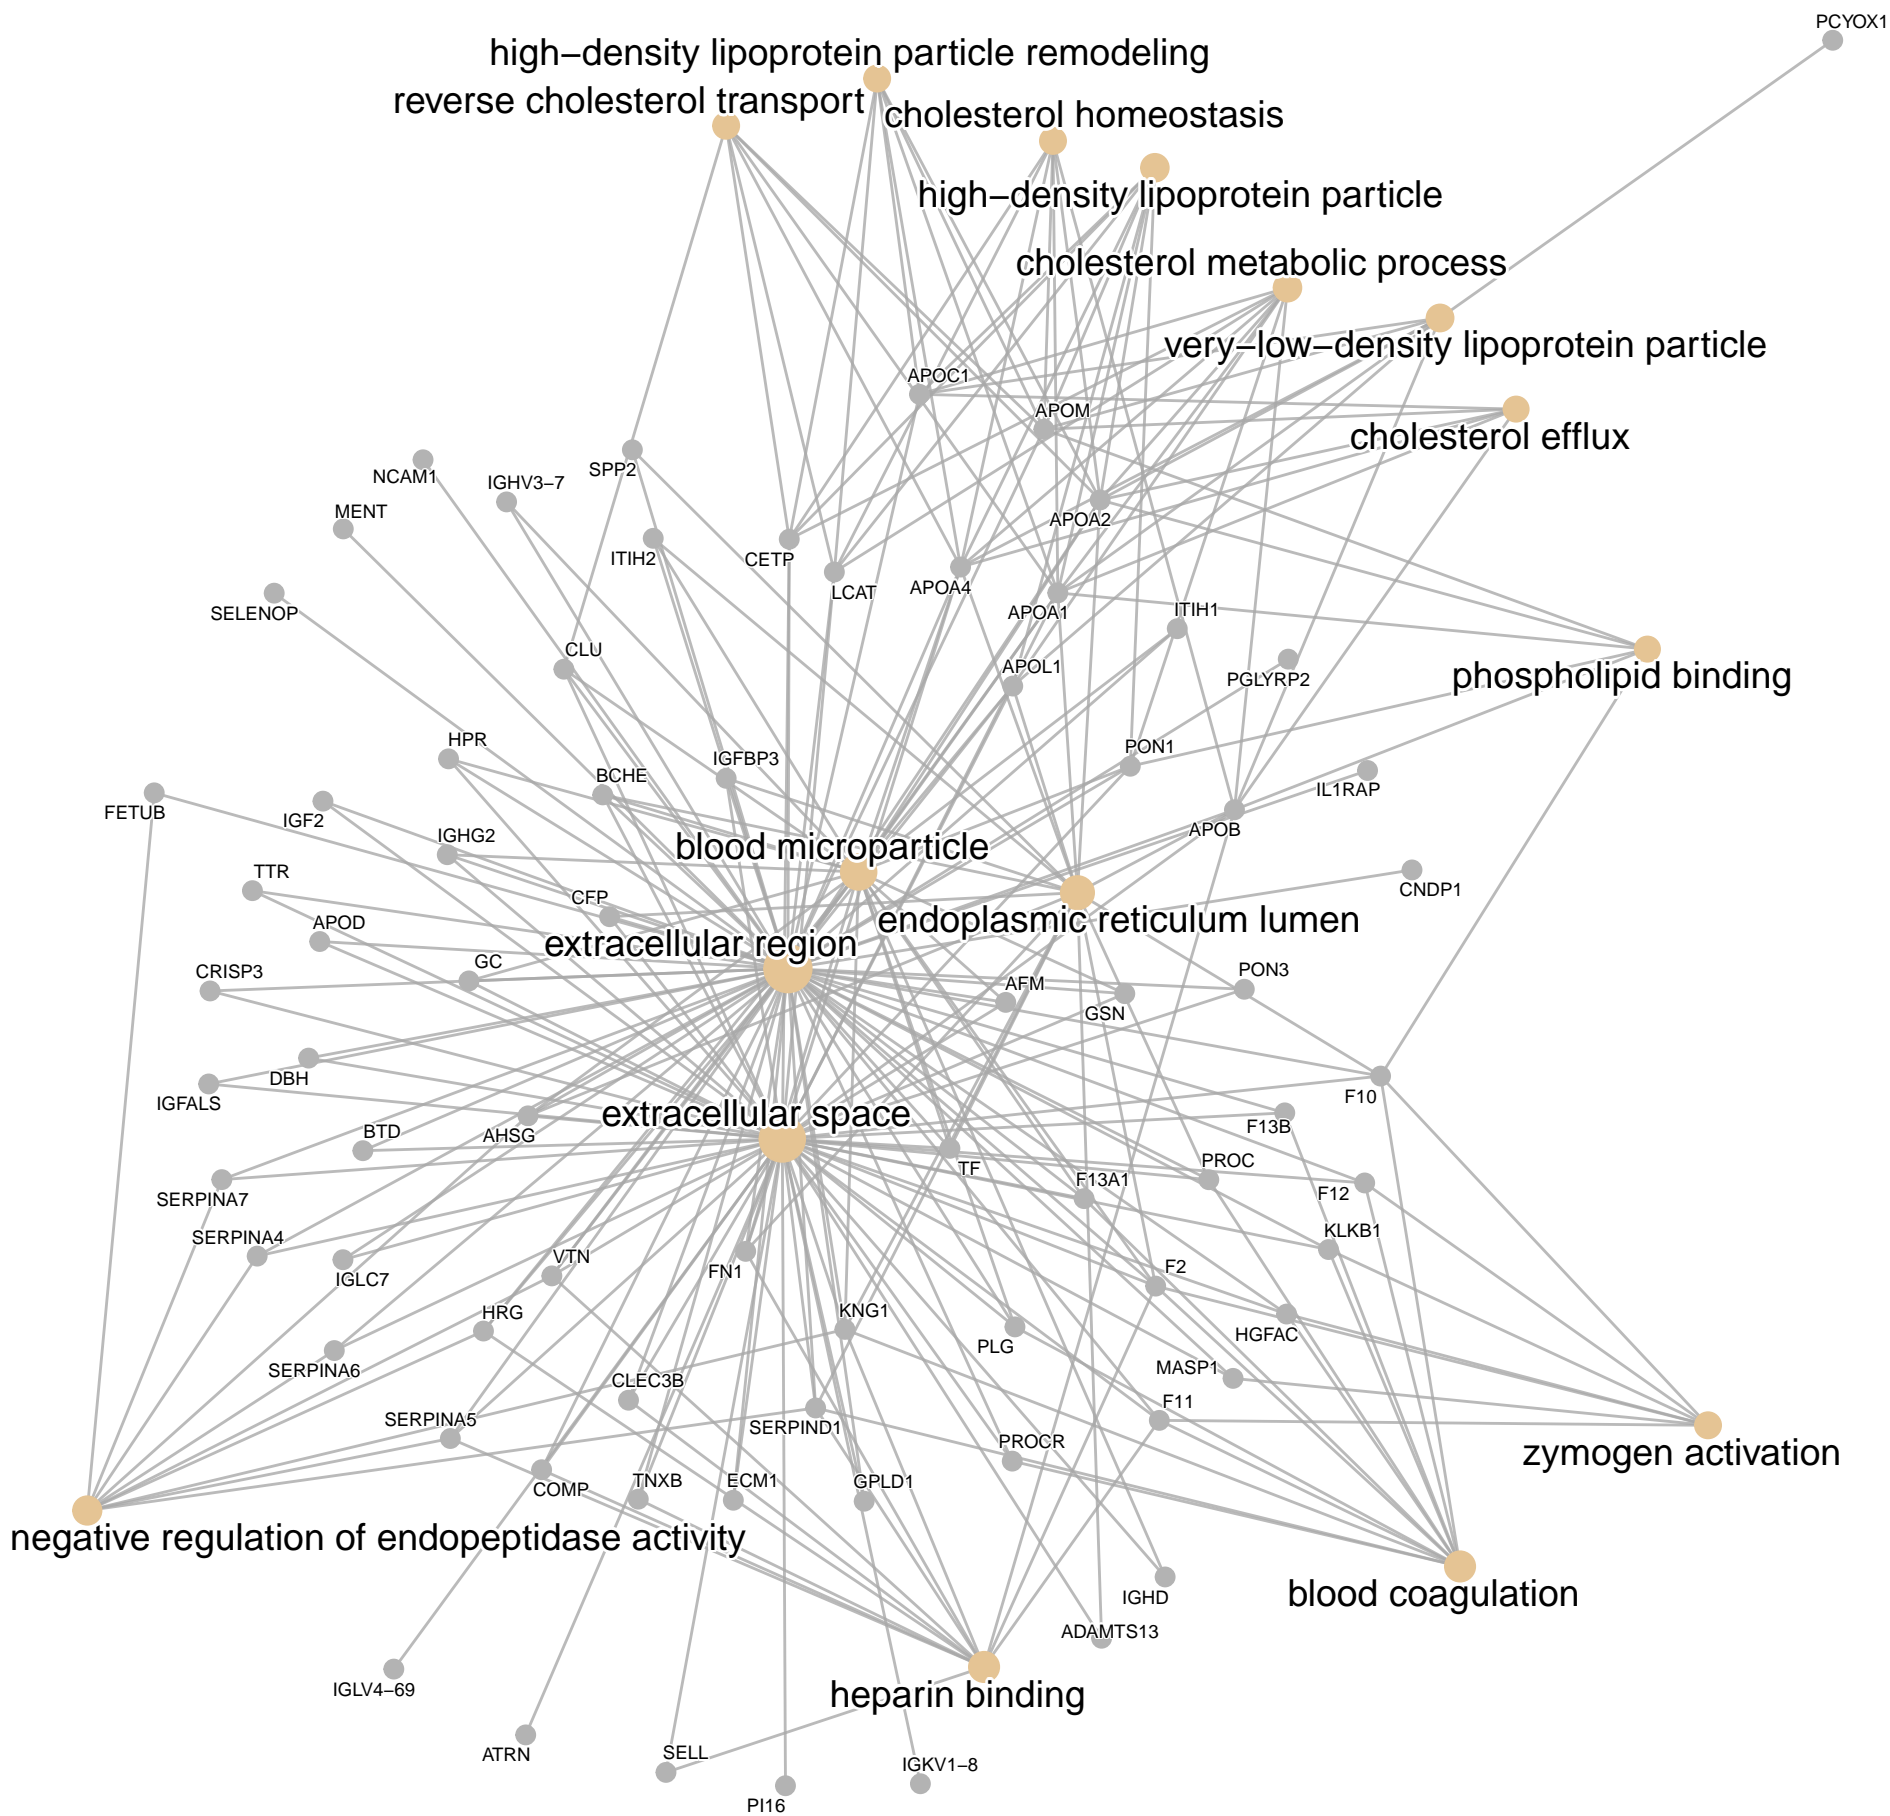 PCYOX1
high−density lipoprotein particle remodeling
reverse cholesterol transport
cholesterol homeostasis
high−density lipoprotein particle
cholesterol metabolic process
very−low−density lipoprotein particle
APOC1
APOM
cholesterol efflux
NCAM1
SPP2
IGHV3−7
MENT
APOA2
ITIH2
CETP
LCAT
APOA4
APOA1
ITIH1
SELENOP
CLU
APOL1
PGLYRP2
phospholipid binding
HPR
IGFBP3
PON1
BCHE
IL1RAP
FETUB
IGF2
IGHG2
APOB
blood microparticle
TTR
CFP
CNDP1
APOD
endoplasmic reticulum lumen
extracellular region
CRISP3
GC
AFM
PON3
GSN
DBH
IGFALS
F10
extracellular space
BTD
AHSG
F13B
TF
PROC
F13A1
F12
SERPINA7
SERPINA4
KLKB1
VTN
FN1
F2
IGLC7
HRG
KNG1
PLG
HGFAC
SERPINA6
CLEC3B
MASP1
F11
SERPINA5
SERPIND1
PROCR
zymogen activation
COMP
TNXB
ECM1
GPLD1
negative regulation of endopeptidase activity
blood coagulation
IGHD
ADAMTS13
IGLV4−69
heparin binding
ATRN
SELL
IGKV1−8
PI16